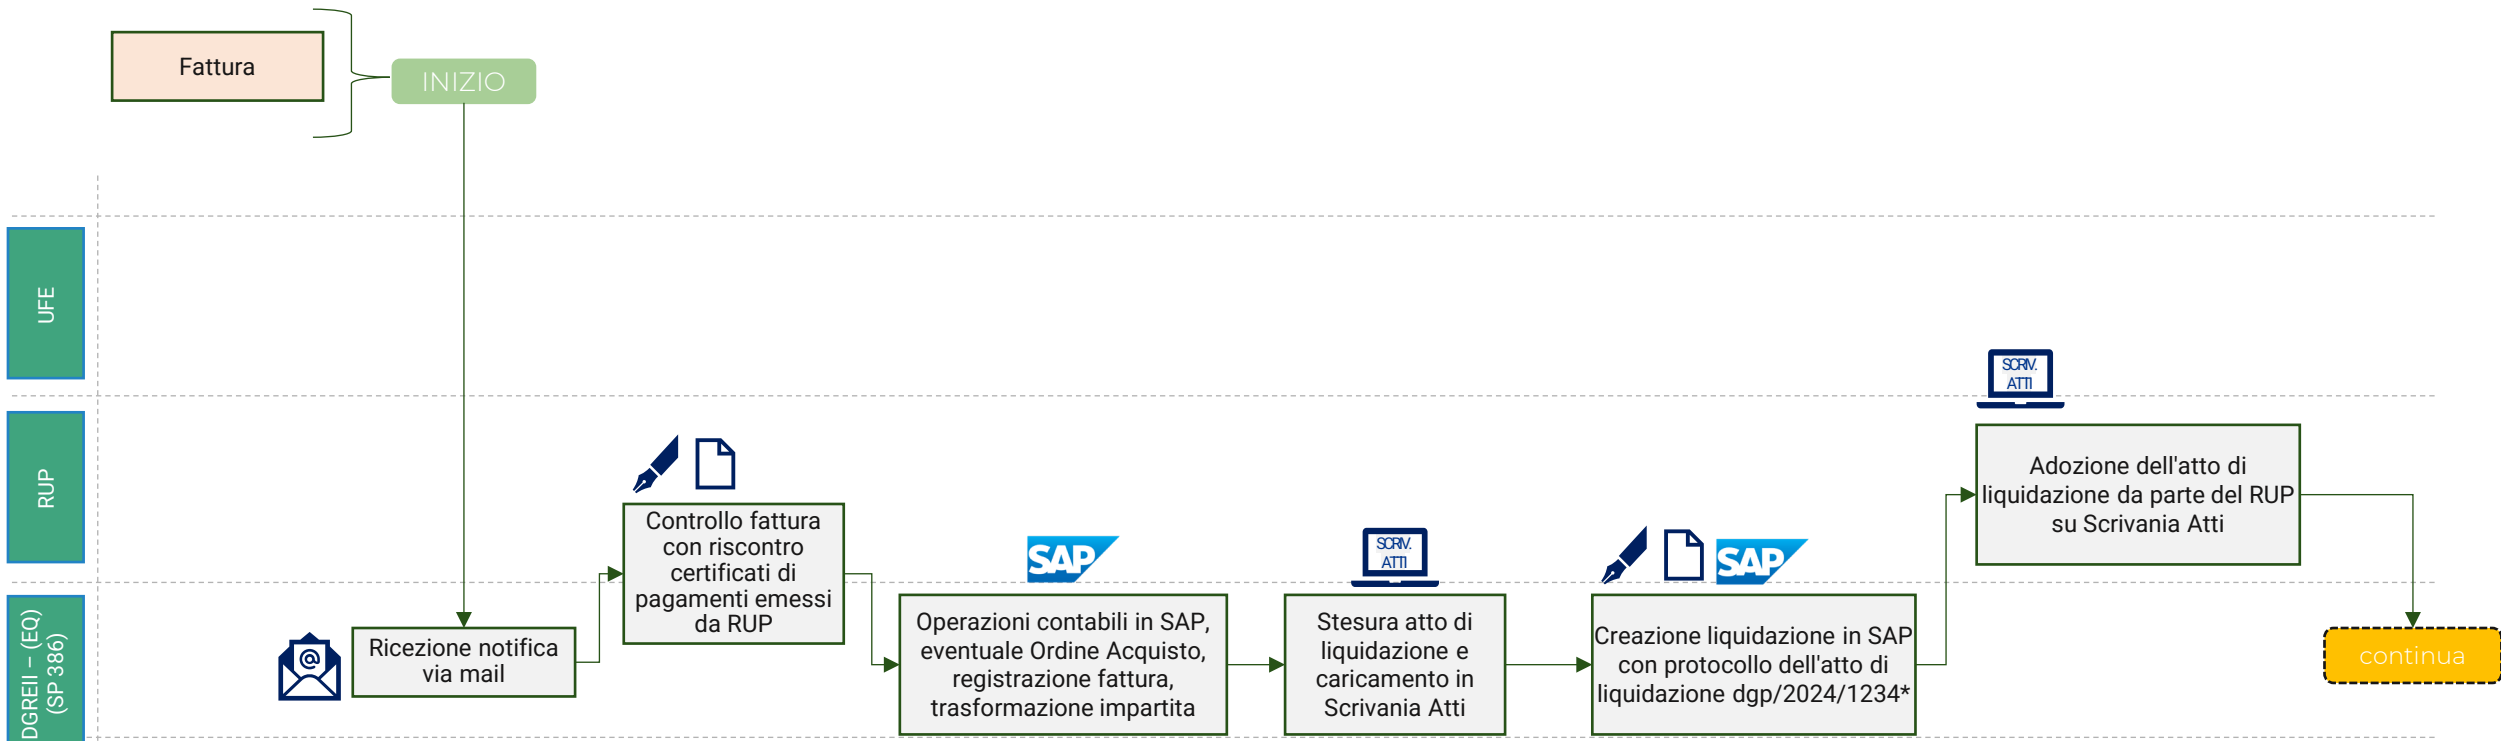 Fattura
INIZIO
UFE
RUP
DGREII – (EQ)
(SP 386)
@
Ricezione notifica
via mail
Controllo fattura
con riscontro
certificati di
pagamenti emessi
da RUP
SAP
Operazioni contabili in SAP,
eventuale Ordine Acquisto,
registrazione fattura,
trasformazione impartita
SCRIV.
ATTI
Stesura atto di
liquidazione e
caricamento in
Scrivania Atti
SAP
Creazione liquidazione in SAP
con protocollo dell'atto di
liquidazione dgp/2024/1234*
SCRIV.
ATTI
Adozione dell'atto di
liquidazione da parte del RUP
su Scrivania Atti
continua